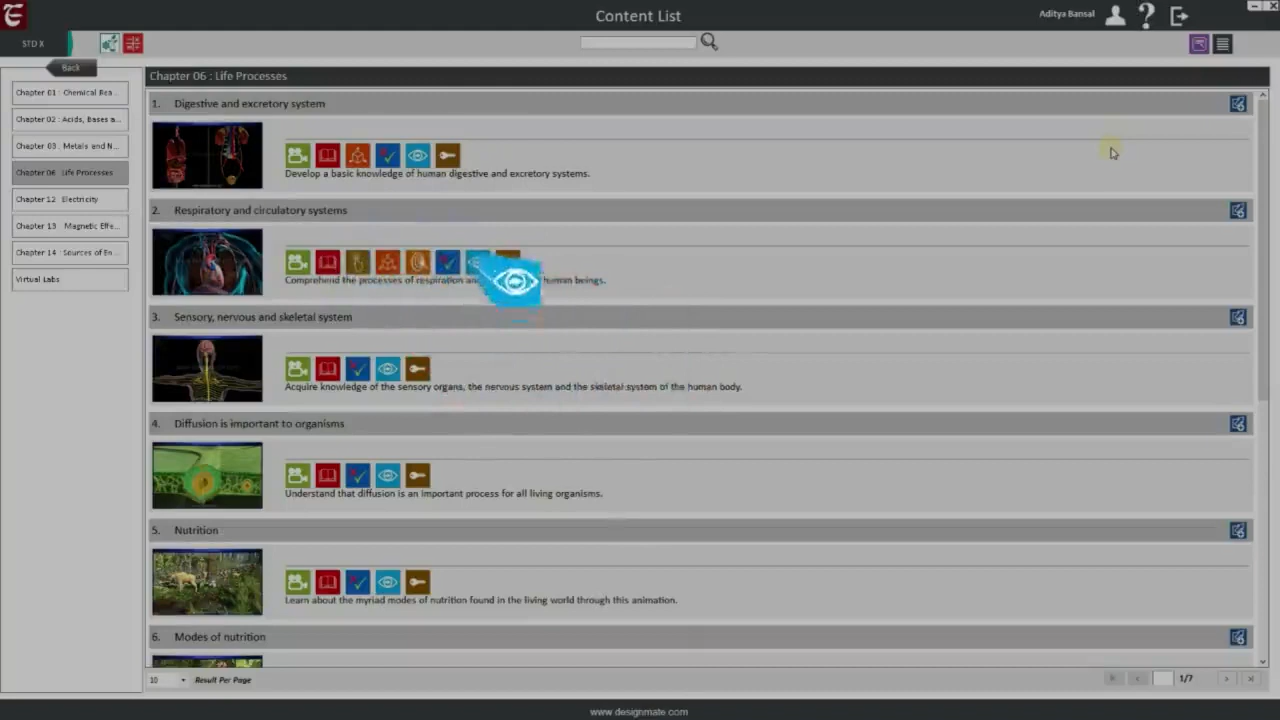 Content List
Aditya Bansal
STD X
Back
Chapter 06 : Life Processes
Chapter 01 : Chemical Rea...
Chapter 02 : Acids, Bases a...
Chapter 03 : Metals and N...
Chapter 06 Life Processes
Chapter 12 Electricity
Chapter 13 Magnetic Effe...
Chapter 14 : Sources of En...
Virtual Labs
1. Digestive and excretory system
Develop a basic knowledge of human digestive and excretory systems.
2. Respiratory and circulatory systems
Comprehend the processes of respiration and human beings.
3. Sensory, nervous and skeletal system
Acquire knowledge of the sensory organs, the nervous system and the skeletal system of the human body.
4. Diffusion is important to organisms
Understand that diffusion is an important process for all living organisms.
5. Nutrition
Learn about the myriad modes of nutrition found in the living world through this animation.
6. Modes of nutrition
10 Result Per Page
1/7
www.designmate.com